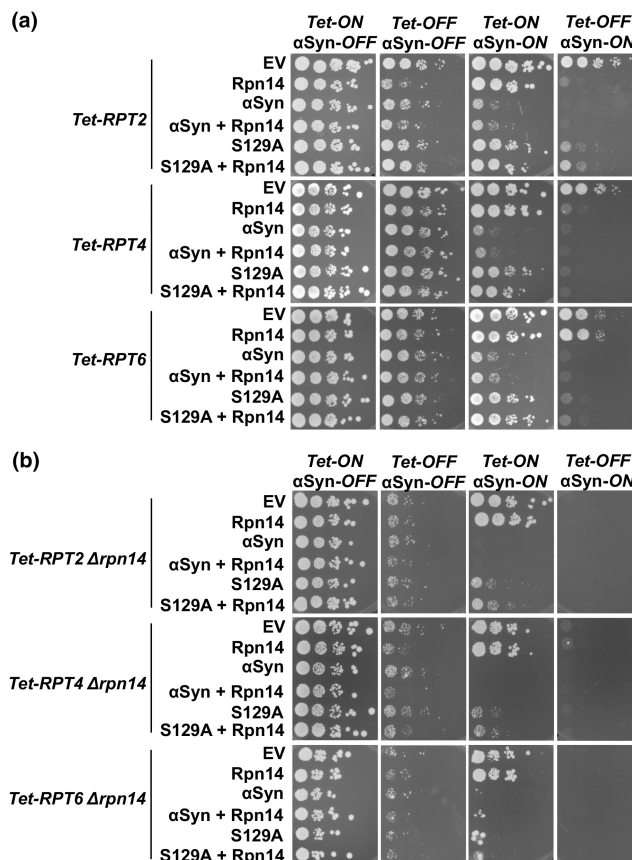 (a)
Tet-ON Tet-OFF Tet-ON Tet-OFF
αSyn-OFF αSyn-OFF αSyn-ON αSyn-ON
Tet-RPT2
EV
Rpn14
αSyn
αSyn + Rpn14
S129A
S129A + Rpn14
Tet-RPT4
EV
Rpn14
αSyn
αSyn + Rpn14
S129A
S129A + Rpn14
Tet-RPT6
EV
Rpn14
αSyn
αSyn + Rpn14
S129A
S129A + Rpn14
(b)
Tet-ON Tet-OFF Tet-ON Tet-OFF
αSyn-OFF αSyn-OFF αSyn-ON αSyn-ON
Tet-RPT2 Δrpn14
EV
Rpn14
αSyn
αSyn + Rpn14
S129A
S129A + Rpn14
Tet-RPT4 Δrpn14
EV
Rpn14
αSyn
αSyn + Rpn14
S129A
S129A + Rpn14
Tet-RPT6 Δrpn14
EV
Rpn14
αSyn
αSyn + Rpn14
S129A
S129A + Rpn14